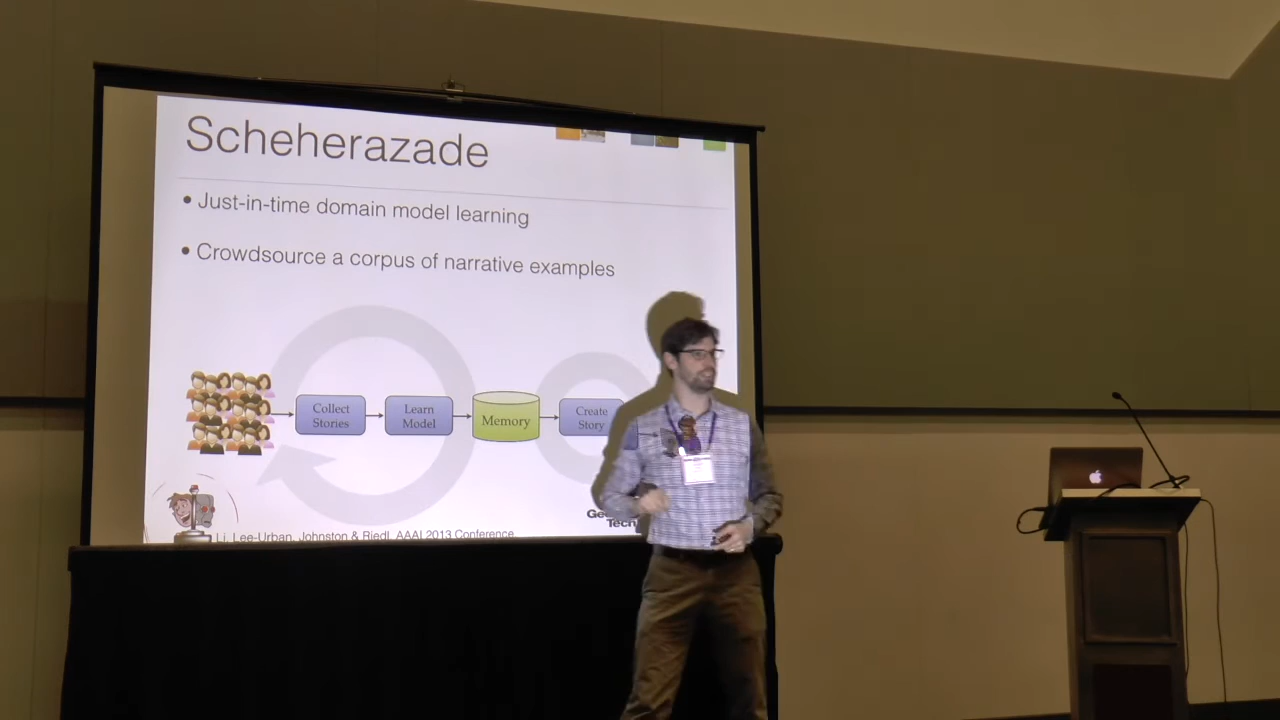 Scheherazade
• Just-in-time domain model learning
• Crowdsource a corpus of narrative examples
Collect
Stories
Learn
Model
Memory
Create
Story
Tech
Li, Lee-Urban, Johnston & Riedl. AAAI 2013 Conference.